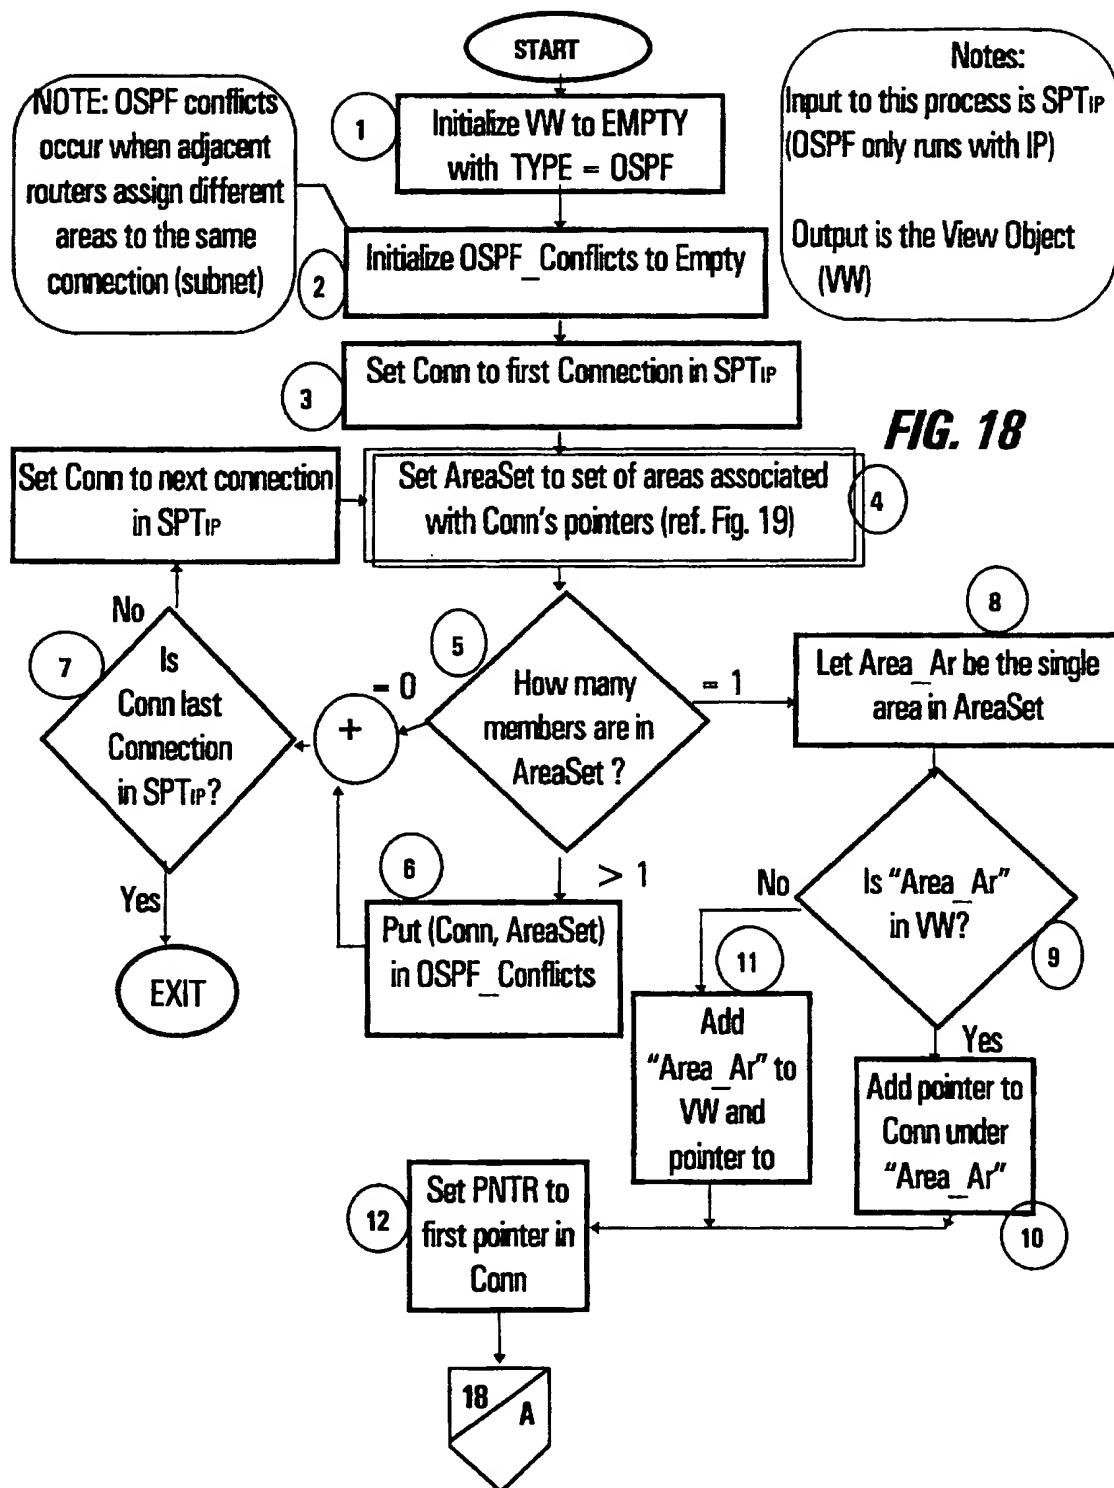 START
Notes:
Input to this process is SPTIP
(OSPF only runs with IP)
Output is the View Object
(VW)
NOTE: OSPF conflicts
occur when adjacent
routers assign different
areas to the same
connection (subnet)
1
Initialize VW to EMPTY
with TYPE = OSPF
2
Initialize OSPF_Conflicts to Empty
3
Set Conn to first Connection in SPTIP
FIG. 18
Set Conn to next connection
in SPTIP
Set AreaSet to set of areas associated
with Conn's pointers (ref. Fig. 19)
4
No
7
Is
Conn last
Connection
in SPTIP?
Yes
EXIT
+
= 0
5
How many
members are in
AreaSet ?
= 1
> 1
6
Put (Conn, AreaSet)
in OSPF_Conflicts
8
Let Area_Ar be the single
area in AreaSet
No
Is "Area_Ar"
in VW?
9
Yes
11
Add
"Area_Ar" to
VW and
pointer to
Add pointer to
Conn under
"Area_Ar"
10
12
Set PNTR to
first pointer in
Conn
18
A